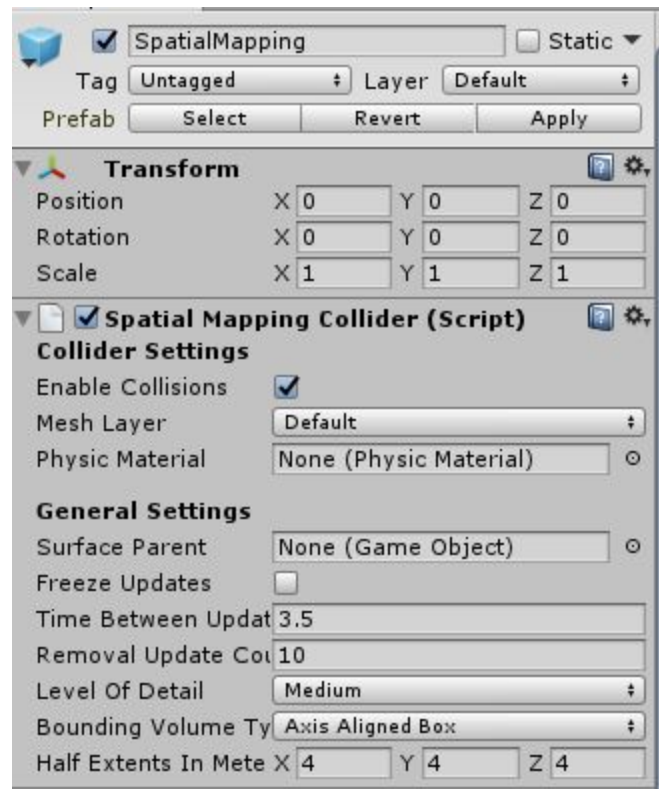 SpatialMapping Static
Tag Untagged Layer Default
Prefab Select Revert Apply
Transform
Position X 0 Y 0 Z 0
Rotation X 0 Y 0 Z 0
Scale X 1 Y 1 Z 1
Spatial Mapping Collider (Script)
Collider Settings
Enable Collisions
Mesh Layer Default
Physic Material None (Physic Material)
General Settings
Surface Parent None (Game Object)
Freeze Updates
Time Between Updat 3.5
Removal Update Cou 10
Level Of Detail Medium
Bounding Volume Ty Axis Aligned Box
Half Extents In Mete X 4 Y 4 Z 4